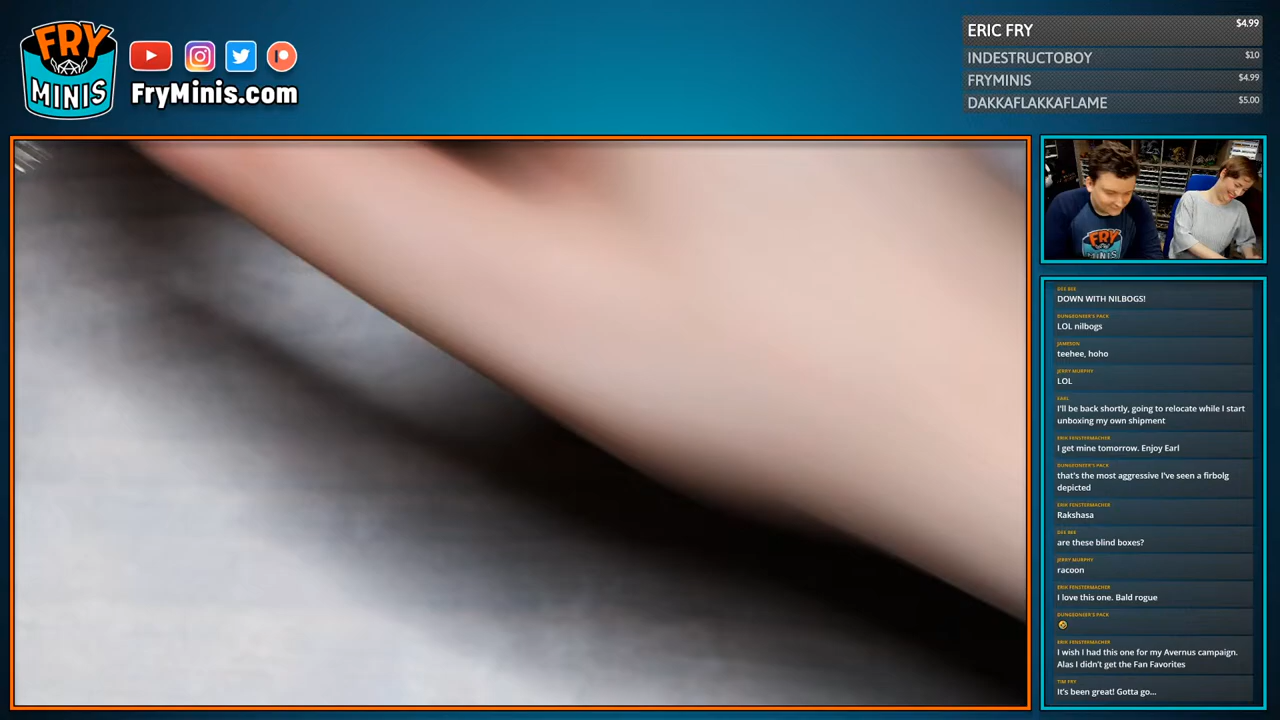 FRY
MINIS
FryMinis.com
ERIC FRY $4.99
INDESTRUCTOBOY $10
FRYMINIS $4.99
DAKKAFLAKKAFLAME $5.00
FRY
MINIS
DEE BEE
DOWN WITH NILBOGS!
DUNGEONEER'S PACK
LOL nilbogs
JAMESON
teehee, hoho
JERRY MURPHY
LOL
EARL
I'll be back shortly, going to relocate while I start
unboxing my own shipment
ERIK FENSTERMACHER
I get mine tomorrow. Enjoy Earl
DUNGEONEER'S PACK
that's the most aggressive I've seen a firbolg
depicted
ERIK FENSTERMACHER
Rakshasa
DEE BEE
are these blind boxes?
JERRY MURPHY
racoon
ERIK FENSTERMACHER
I love this one. Bald rogue
DUNGEONEER'S PACK
ERIK FENSTERMACHER
I wish I had this one for my Avernus campaign.
Alas I didn't get the Fan Favorites
TIM FRY
It's been great! Gotta go...